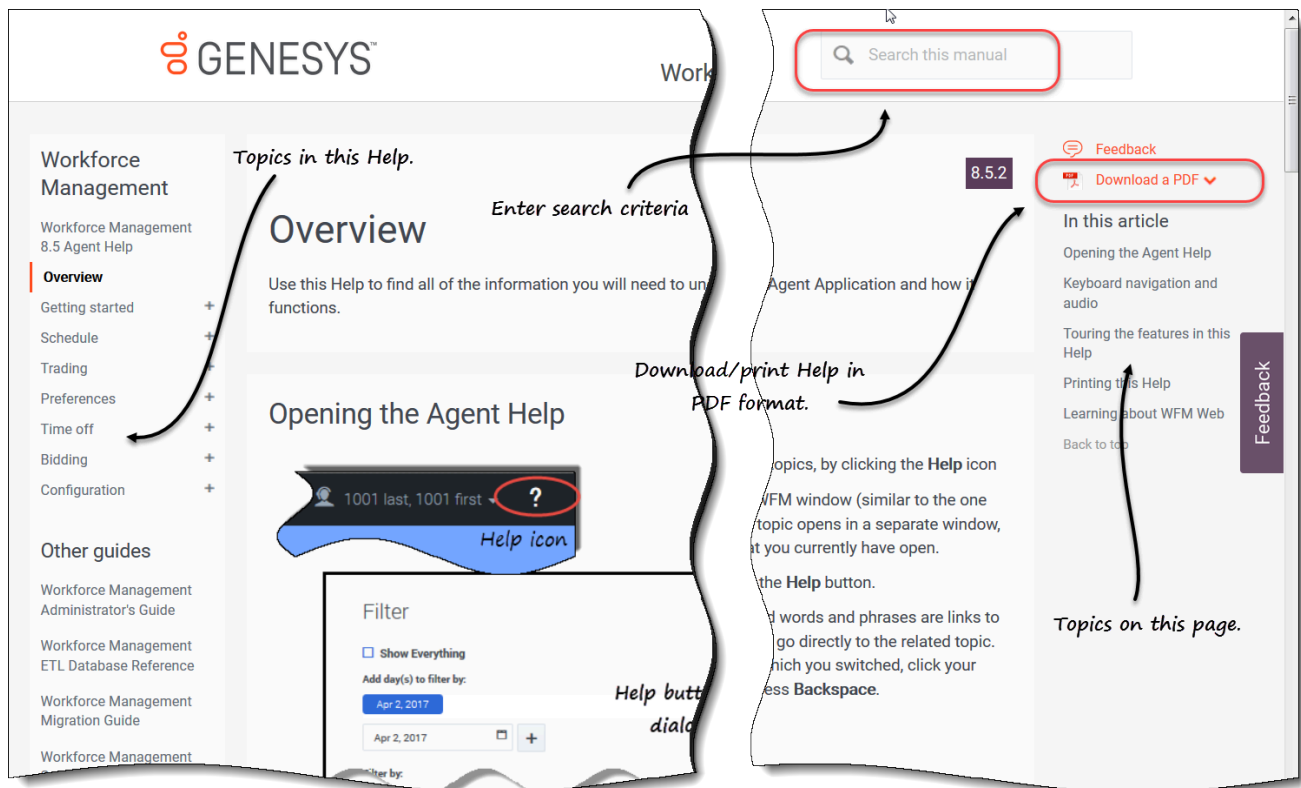 GENESYS™
Work
Search this manual
Workforce
Management
Workforce Management
8.5 Agent Help
Overview
Getting started +
Schedule +
Trading +
Preferences +
Time off +
Bidding +
Configuration +
Other guides
Workforce Management
Administrator's Guide
Workforce Management
ETL Database Reference
Workforce Management
Migration Guide
Workforce Management
Topics in this Help.
Enter search criteria
8.5.2
Overview
Use this Help to find all of the information you will need to un Agent Application and how it
functions.
Download/print Help in
PDF format.
Opening the Agent Help
1001 last, 1001 first
?
Help icon
Filter
Show Everything
Add day(s) to filter by:
Apr 2, 2017
Apr 2, 2017 +
Filter by:
Help butt
dialo
opics, by clicking the Help icon
WFM window (similar to the one
topic opens in a separate window,
at you currently have open.
the Help button.
d words and phrases are links to
go directly to the related topic.
hich you switched, click your
ess Backspace.
Feedback
PDF
Download a PDF
In this article
Opening the Agent Help
Keyboard navigation and
audio
Touring the features in this
Help
Printing this Help
Learning about WFM Web
Back to top
Feedback
Topics on this page.